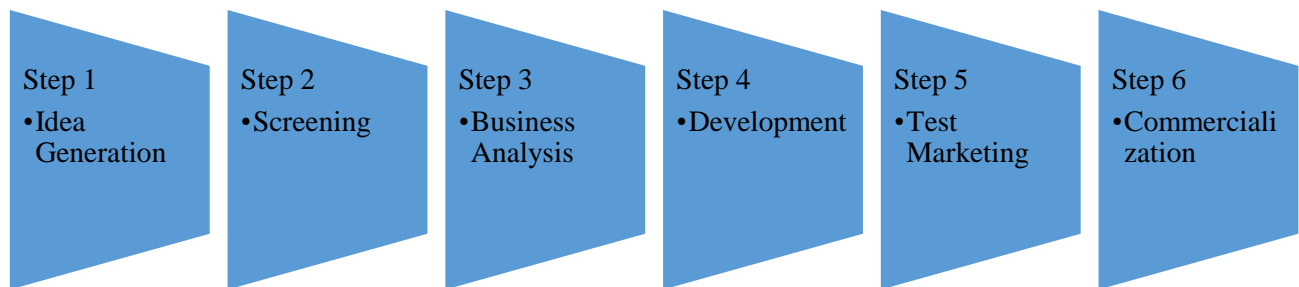 Step 1
•Idea
Generation
Step 2
•Screening
Step 3
•Business
Analysis
Step 4
•Development
Step 5
•Test
Marketing
Step 6
•Commerciali
zation